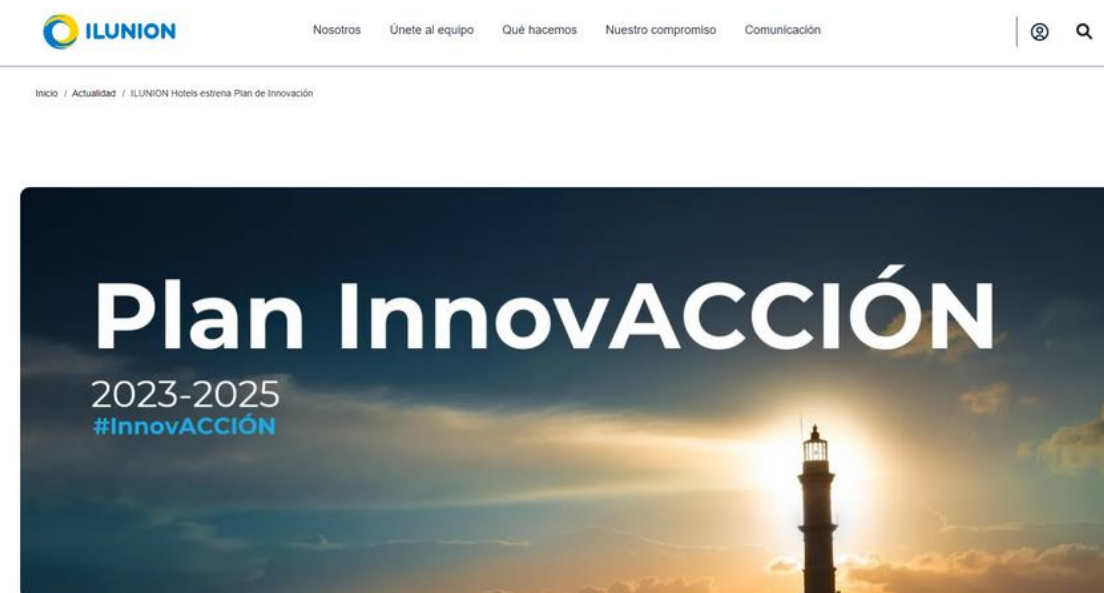 ILUNION
Nosotros Únete al equipo Qué hacemos Nuestro compromiso Comunicación
Inicio / Actualidad / ILUNION Hotels estrena Plan de Innovación
Plan InnovACCIÓN
2023-2025
#InnovACCIÓN